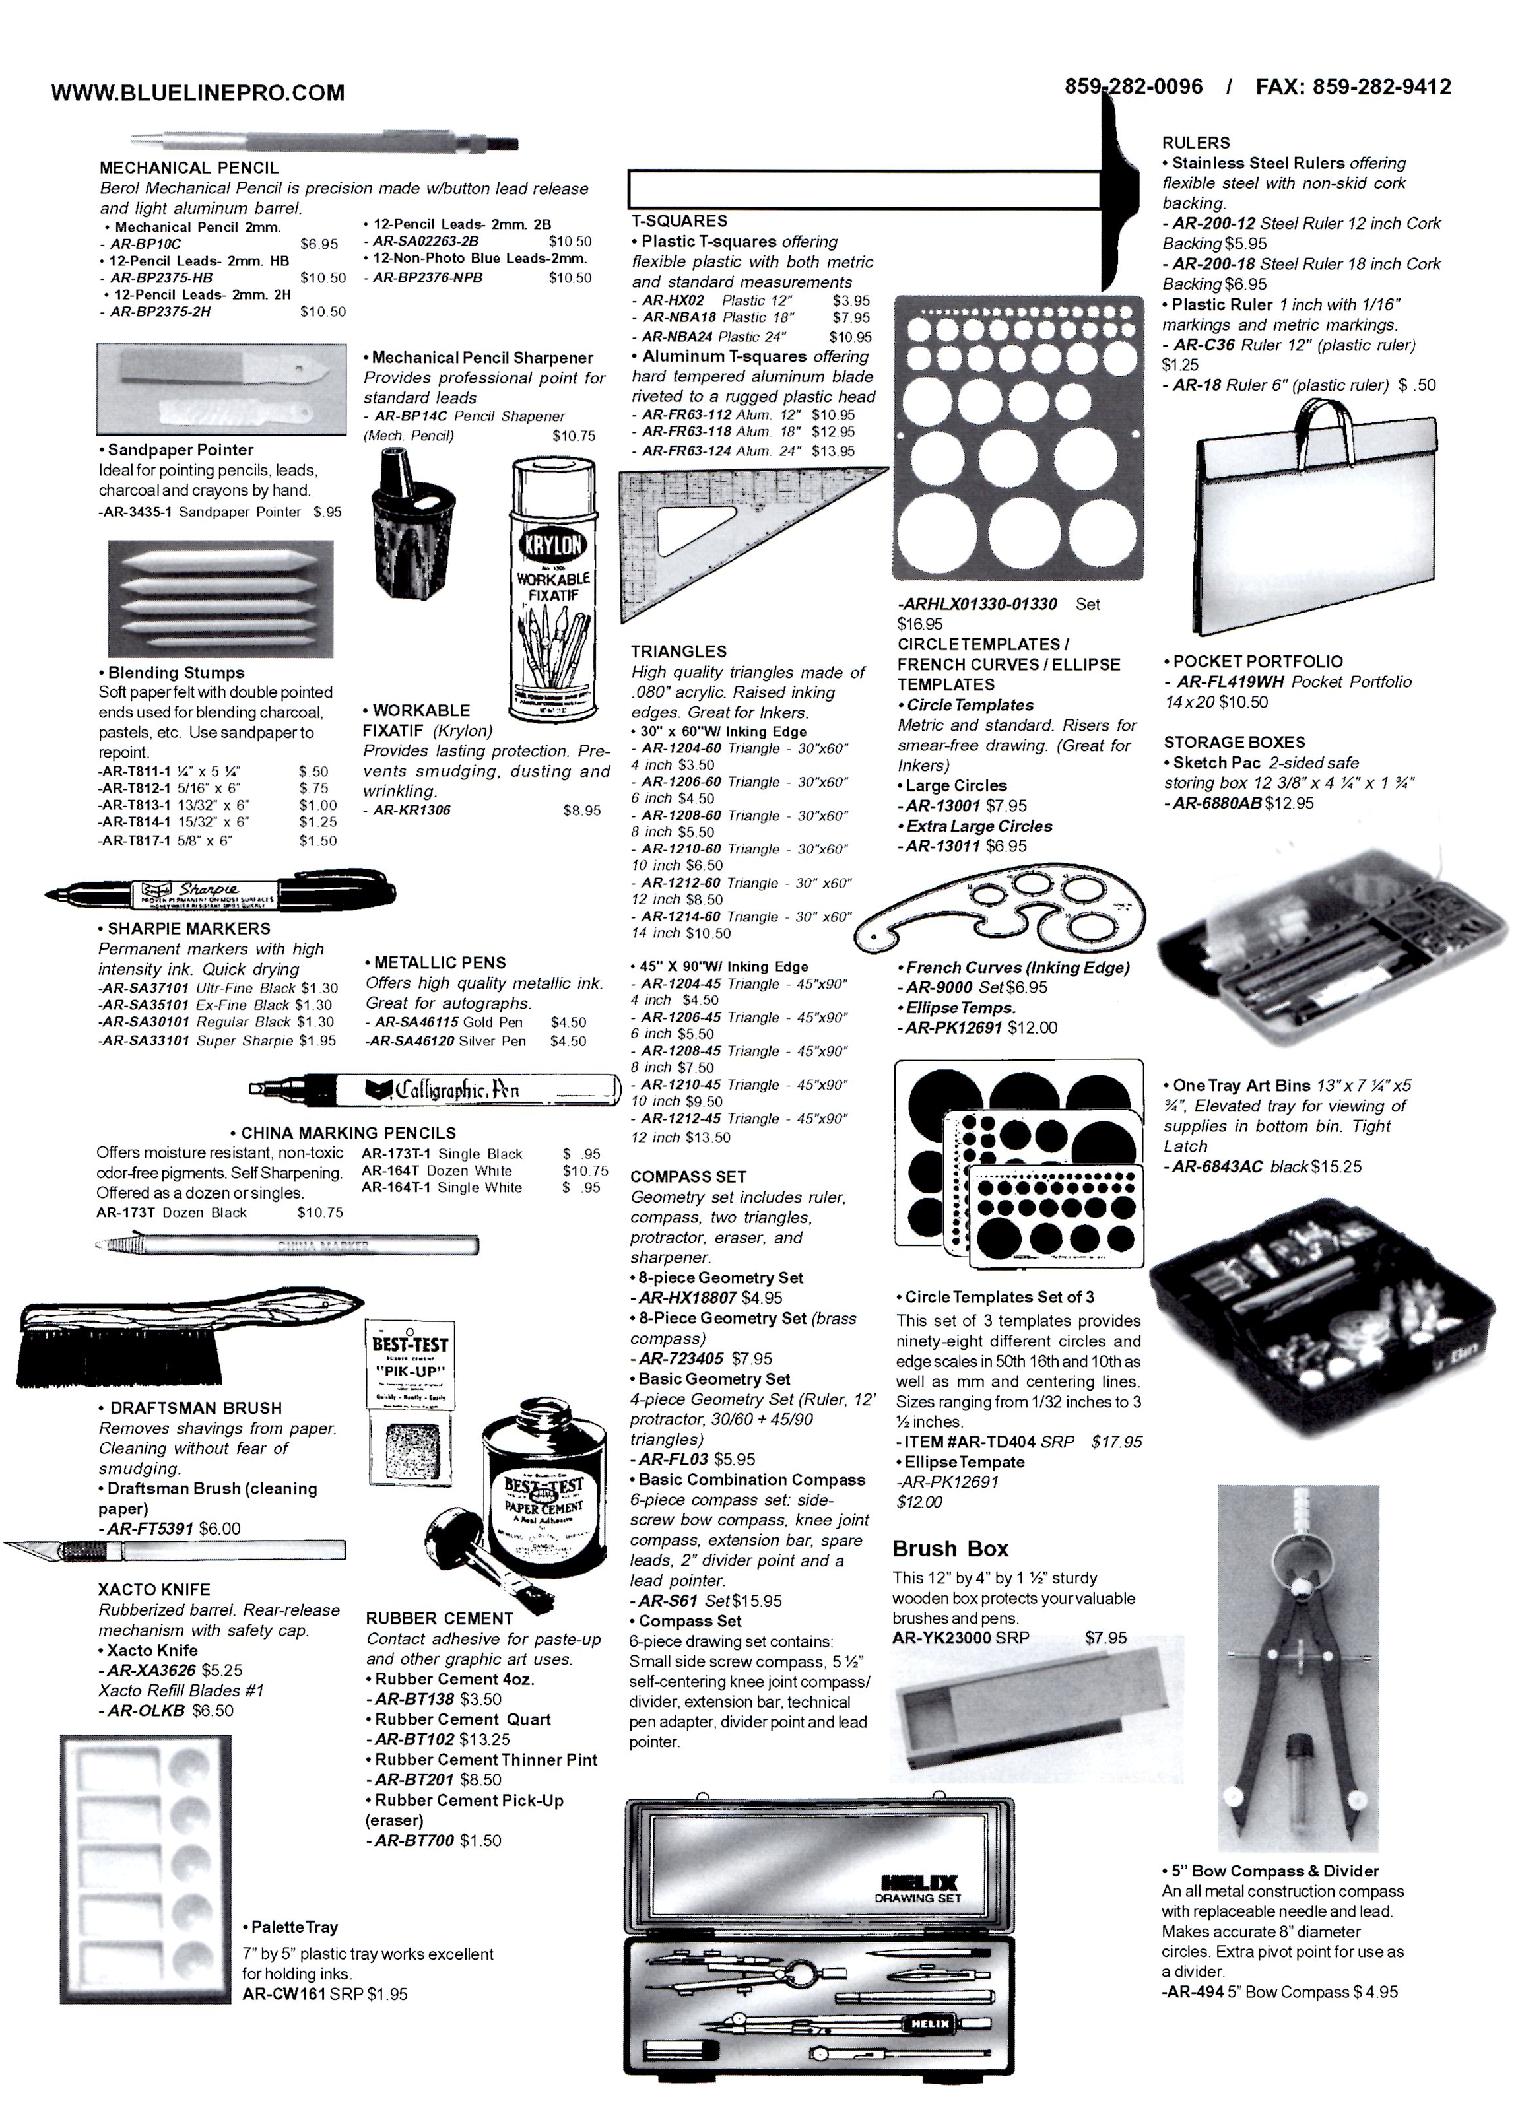 WWW.BLUELINEPRO.COM
859-282-0096 / FAX: 859-282-9412
MECHANICAL PENCIL
Berol Mechanical Pencil is precision made w/button lead release
and light aluminum barrel.
• Mechanical Pencil 2mm.
- AR-BP10C $6.95
• 12-Pencil Leads- 2mm. HB
- AR-BP2375-HB $10.50
• 12-Pencil Leads- 2mm. 2H
- AR-BP2375-2H $10.50
• 12-Pencil Leads- 2mm. 2B
- AR-SA02263-2B $10.50
• 12-Non-Photo Blue Leads-2mm.
- AR-BP2376-NPB $10.50
• Mechanical Pencil Sharpener
Provides professional point for
standard leads
- AR-BP14C Pencil Shapener
(Mech. Pencil) $10.75
• Sandpaper Pointer
Ideal for pointing pencils, leads,
charcoal and crayons by hand.
-AR-3435-1 Sandpaper Pointer $.95
KRYLON
WORKABLE
FIXATIF
• Blending Stumps
Soft paper felt with double pointed
ends used for blending charcoal,
pastels, etc. Use sandpaper to
repoint.
-AR-T811-1 ¼" x 5 ¼" $ 50
-AR-T812-1 5/16" x 6" $ 75
-AR-T813-1 13/32" x 6" $1.00
-AR-T814-1 15/32" x 6" $1.25
-AR-T817-1 5/8" x 6" $1.50
• WORKABLE
FIXATIF (Krylon)
Provides lasting protection. Pre-
vents smudging, dusting and
wrinkling.
- AR-KR1306 $8.95
Sharpie
• SHARPIE MARKERS
Permanent markers with high
intensity ink. Quick drying
-AR-SA37101 Ultr-Fine Black $1.30
-AR-SA35101 Ex-Fine Black $1.30
-AR-SA30101 Regular Black $1.30
-AR-SA33101 Super Sharpie $1.95
• METALLIC PENS
Offers high quality metallic ink.
Great for autographs.
- AR-SA46115 Gold Pen $4.50
-AR-SA46120 Silver Pen $4.50
Calligraphic Pen
• CHINA MARKING PENCILS
Offers moisture resistant, non-toxic
odor-free pigments. Self Sharpening.
Offered as a dozen or singles.
AR-173T Dozen Black $10.75
AR-173T-1 Single Black $ .95
AR-164T Dozen White $10.75
AR-164T-1 Single White $ .95
CHINA MARKER
• DRAFTSMAN BRUSH
Removes shavings from paper.
Cleaning without fear of
smudging.
• Draftsman Brush (cleaning
paper)
-AR-FT5391 $6.00
BEST-TEST
"PIK-UP"
BEST-TEST
PAPER CEMENT
XACTO KNIFE
Rubberized barrel. Rear-release
mechanism with safety cap.
• Xacto Knife
-AR-XA3626 $5.25
Xacto Refill Blades #1
-AR-OLKB $6.50
RUBBER CEMENT
Contact adhesive for paste-up
and other graphic art uses.
• Rubber Cement 4oz.
-AR-BT138 $3.50
• Rubber Cement Quart
-AR-BT102 $13.25
• Rubber Cement Thinner Pint
-AR-BT201 $8.50
• Rubber Cement Pick-Up
(eraser)
-AR-BT700 $1.50
• Palette Tray
7" by 5" plastic tray works excellent
for holding inks.
AR-CW161 SRP $1.95
T-SQUARES
• Plastic T-squares offering
flexible plastic with both metric
and standard measurements
- AR-HX02 Plastic 12" $3.95
- AR-NBA18 Plastic 18" $7.95
- AR-NBA24 Plastic 24" $10.95
• Aluminum T-squares offering
hard tempered aluminum blade
riveted to a rugged plastic head
- AR-FR63-112 Alum. 12" $10.95
- AR-FR63-118 Alum. 18" $12.95
- AR-FR63-124 Alum. 24" $13.95
TRIANGLES
High quality triangles made of
.080" acrylic. Raised inking
edges. Great for Inkers.
• 30" x 60"W/ Inking Edge
- AR-1204-60 Triangle - 30"x60"
4 inch $3.50
- AR-1206-60 Triangle - 30"x60"
6 inch $4.50
- AR-1208-60 Triangle - 30"x60"
8 inch $5.50
- AR-1210-60 Triangle - 30"x60"
10 inch $6.50
- AR-1212-60 Triangle - 30" x60"
12 inch $8.50
- AR-1214-60 Triangle - 30" x60"
14 inch $10.50
• 45" X 90"W/ Inking Edge
- AR-1204-45 Triangle - 45"x90"
4 inch $4.50
- AR-1206-45 Triangle - 45"x90"
6 inch $5.50
- AR-1208-45 Triangle - 45"x90"
8 inch $7.50
- AR-1210-45 Triangle - 45"x90"
10 inch $9.50
- AR-1212-45 Triangle - 45"x90"
12 inch $13.50
COMPASS SET
Geometry set includes ruler,
compass, two triangles,
protractor, eraser, and
sharpener.
• 8-piece Geometry Set
-AR-HX18807 $4.95
• 8-Piece Geometry Set (brass
compass)
-AR-723405 $7.95
• Basic Geometry Set
4-piece Geometry Set (Ruler, 12'
protractor, 30/60 + 45/90
triangles)
-AR-FL03 $5.95
• Basic Combination Compass
6-piece compass set: side-
screw bow compass, knee joint
compass, extension bar, spare
leads, 2" divider point and a
lead pointer.
-AR-S61 Set $15.95
• Compass Set
6-piece drawing set contains:
Small side screw compass, 5 ½"
self-centering knee joint compass/
divider, extension bar, technical
pen adapter, divider point and lead
pointer.
HELIX
DRAWING SET
HELIX
-ARHLX01330-01330 Set
$16.95
CIRCLE TEMPLATES /
FRENCH CURVES / ELLIPSE
TEMPLATES
• Circle Templates
Metric and standard. Risers for
smear-free drawing. (Great for
Inkers)
• Large Circles
-AR-13001 $7.95
• Extra Large Circles
-AR-13011 $6.95
• French Curves (Inking Edge)
-AR-9000 Set $6.95
• Ellipse Temps.
-AR-PK12691 $12.00
• Circle Templates Set of 3
This set of 3 templates provides
ninety-eight different circles and
edge scales in 50th 16th and 10th as
well as mm and centering lines.
Sizes ranging from 1/32 inches to 3
½ inches.
- ITEM #AR-TD404 SRP $17.95
• Ellipse Tempate
-AR-PK12691
$12.00
Brush Box
This 12" by 4" by 1 ½" sturdy
wooden box protects your valuable
brushes and pens.
AR-YK23000 SRP $7.95
RULERS
• Stainless Steel Rulers offering
flexible steel with non-skid cork
backing.
- AR-200-12 Steel Ruler 12 inch Cork
Backing $5.95
- AR-200-18 Steel Ruler 18 inch Cork
Backing $6.95
• Plastic Ruler 1 inch with 1/16"
markings and metric markings.
- AR-C36 Ruler 12" (plastic ruler)
$1.25
- AR-18 Ruler 6" (plastic ruler) $ .50
• POCKET PORTFOLIO
- AR-FL419WH Pocket Portfolio
14x20 $10.50
STORAGE BOXES
• Sketch Pac 2-sided safe
storing box 12 3/8" x 4 ¼" x 1 ¾"
-AR-6880AB $12.95
• One Tray Art Bins 13"x 7 ¼"x5
¾", Elevated tray for viewing of
supplies in bottom bin. Tight
Latch
-AR-6843AC black $15.25
• 5" Bow Compass & Divider
An all metal construction compass
with replaceable needle and lead.
Makes accurate 8" diameter
circles. Extra pivot point for use as
a divider.
-AR-494 5" Bow Compass $4.95